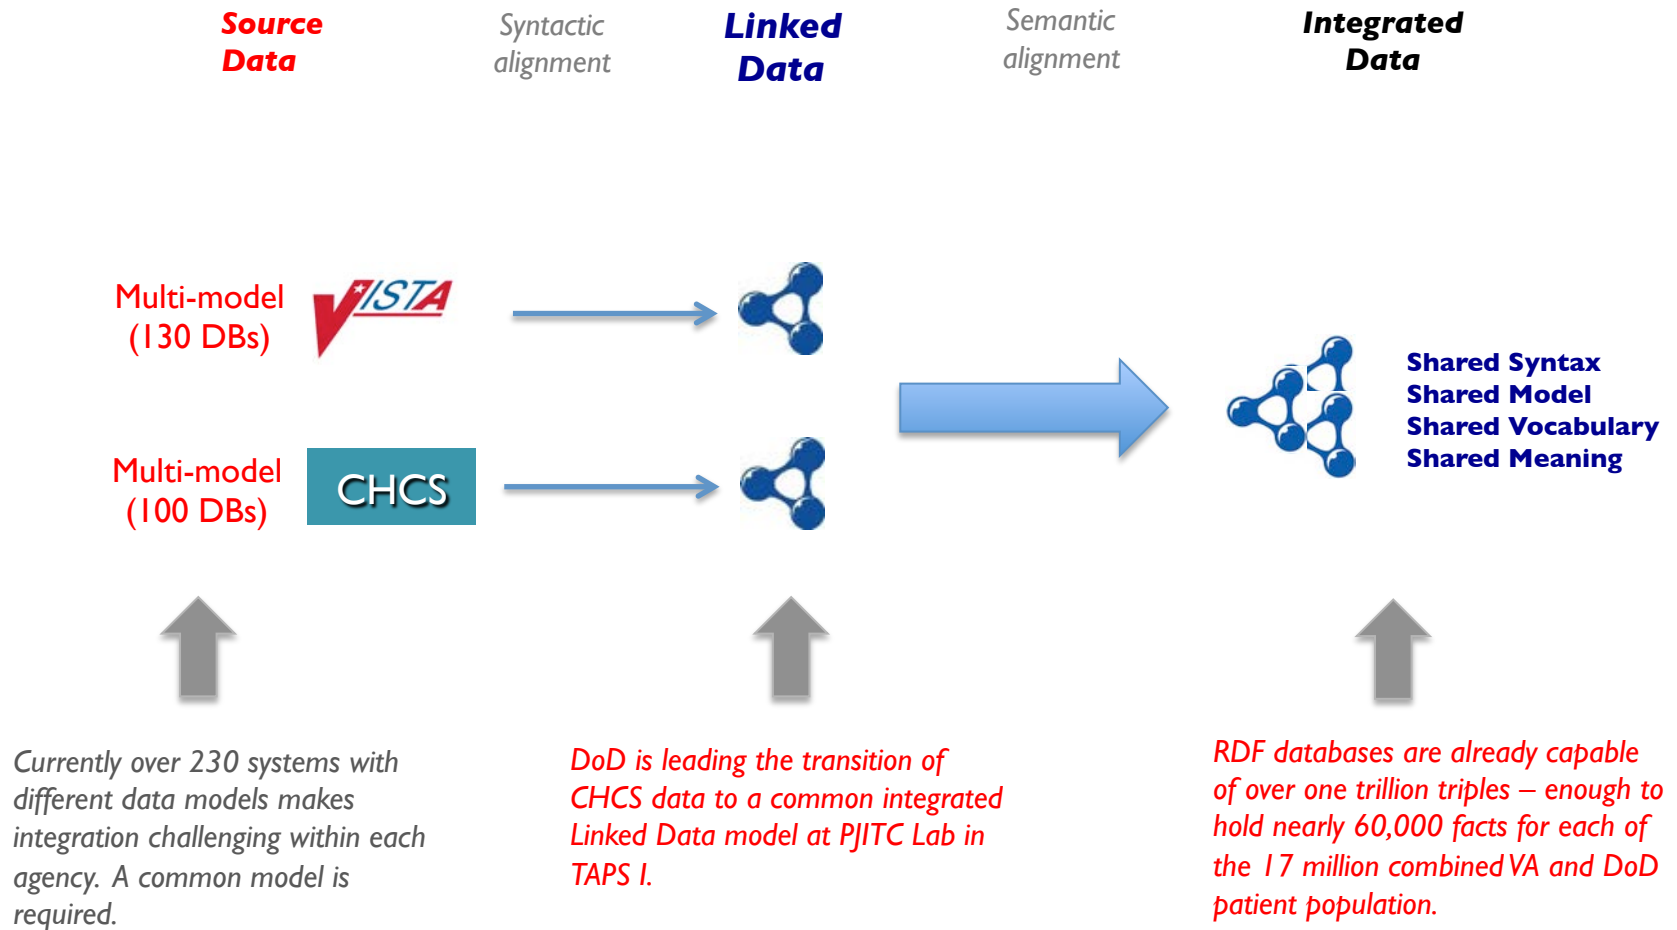 Source
Data
Syntactic
alignment
Linked
Data
Semantic
alignment
Integrated
Data
Multi-model
(130 DBs)
VISTA
Multi-model
(100 DBs)
CHCS
Shared Syntax
Shared Model
Shared Vocabulary
Shared Meaning
Currently over 230 systems with
different data models makes
integration challenging within each
agency. A common model is
required.
DoD is leading the transition of
CHCS data to a common integrated
Linked Data model at PJITC Lab in
TAPS I.
RDF databases are already capable
of over one trillion triples – enough to
hold nearly 60,000 facts for each of
the 17 million combined VA and DoD
patient population.